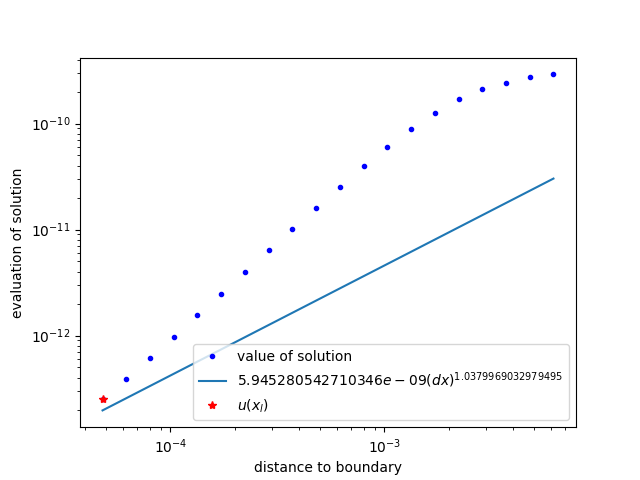 10⁻¹⁰
10⁻¹¹
10⁻¹²
evaluation of solution
value of solution
5.945280542710346e − 09(dx)^1.0379969032979495
u(x_I)
10⁻⁴
10⁻³
distance to boundary